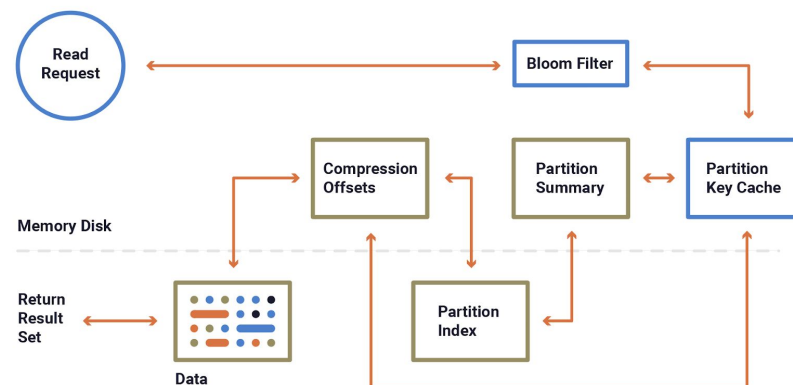 Read
Request
Bloom Filter
Compression
Offsets
Partition
Summary
Partition
Key Cache
Memory Disk
Return
Result
Set
Partition
Index
Data